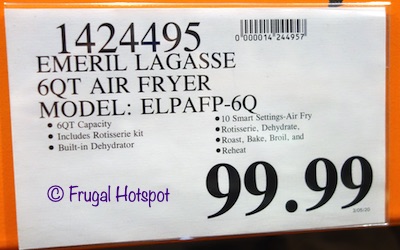 1424495
0 000014 244957
EMERIL LAGASSE
6QT AIR FRYER
MODEL: ELPAFP-6Q
• 6QT Capacity
• Includes Rotisserie kit
• Built-in Dehydrator
• 10 Smart Settings-Air Fry
• Rotisserie, Dehydrate,
• Roast, Bake, Broil, and
• Reheat
© Frugal Hotspot
99.99